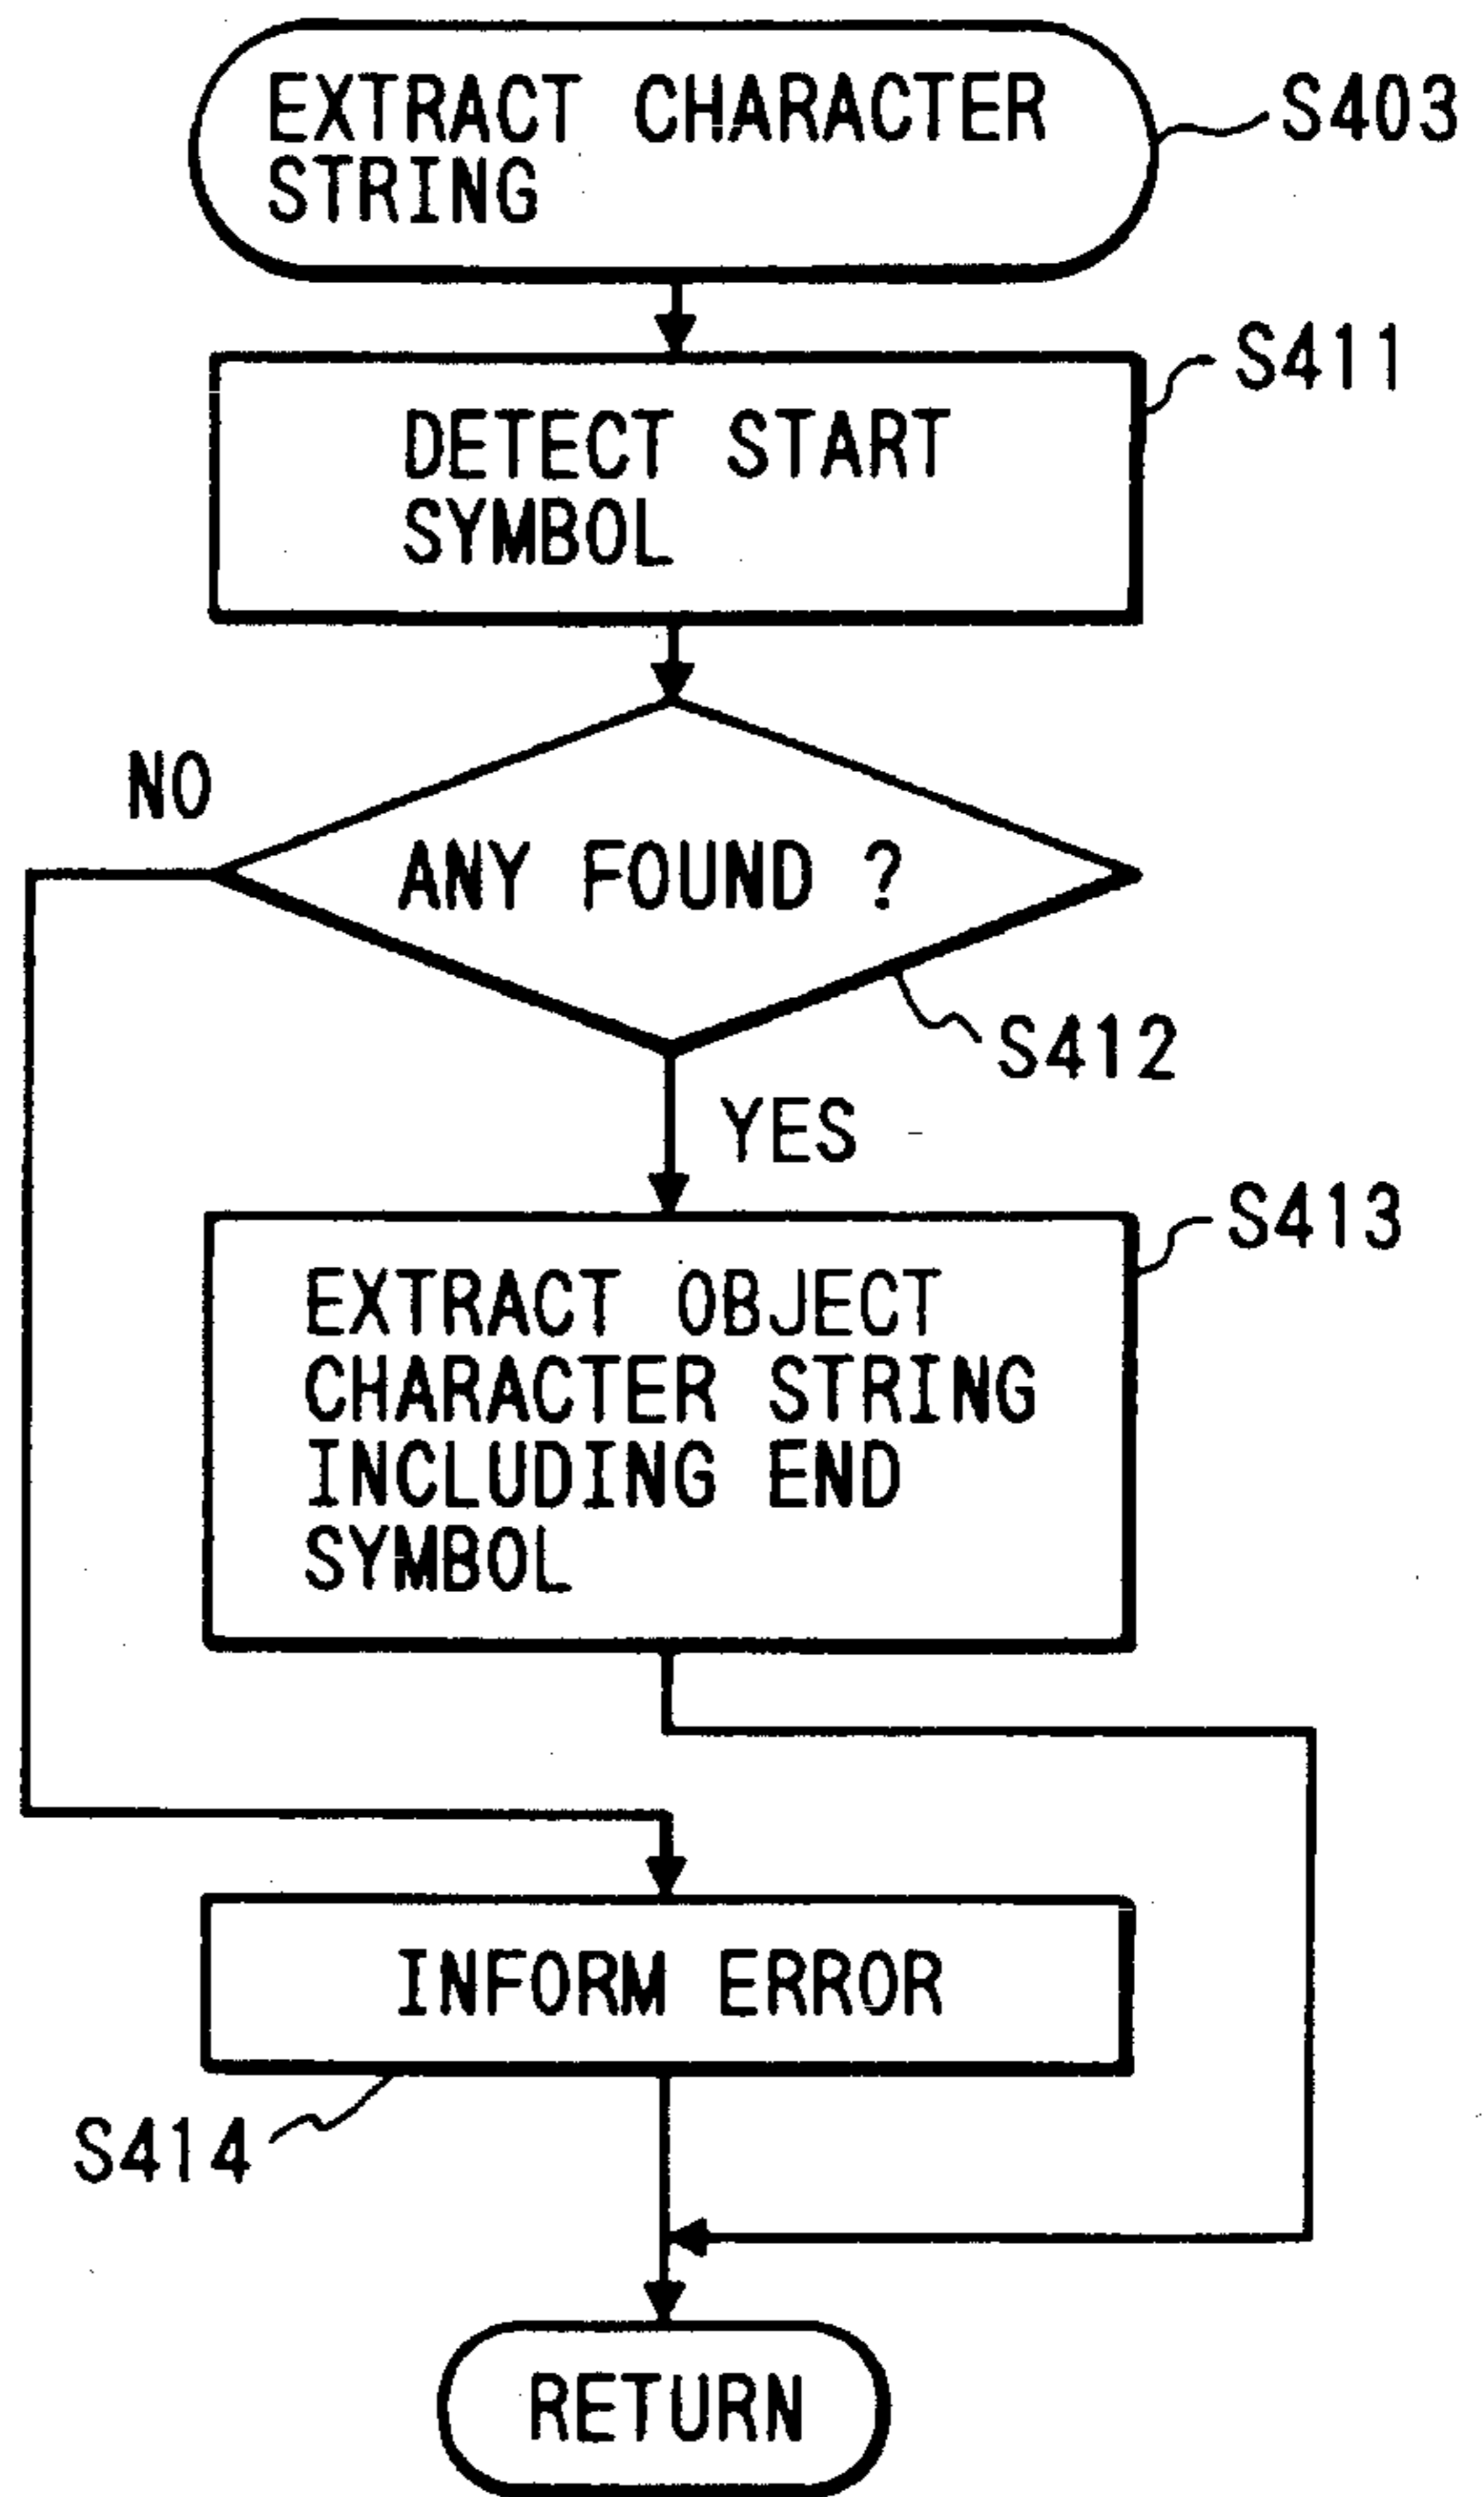 EXTRACT CHARACTER
STRING
S403
S411
DETECT START
SYMBOL
NO
ANY FOUND ?
S412
YES
S413
EXTRACT OBJECT
CHARACTER STRING
INCLUDING END
SYMBOL
INFORM ERROR
S414
RETURN